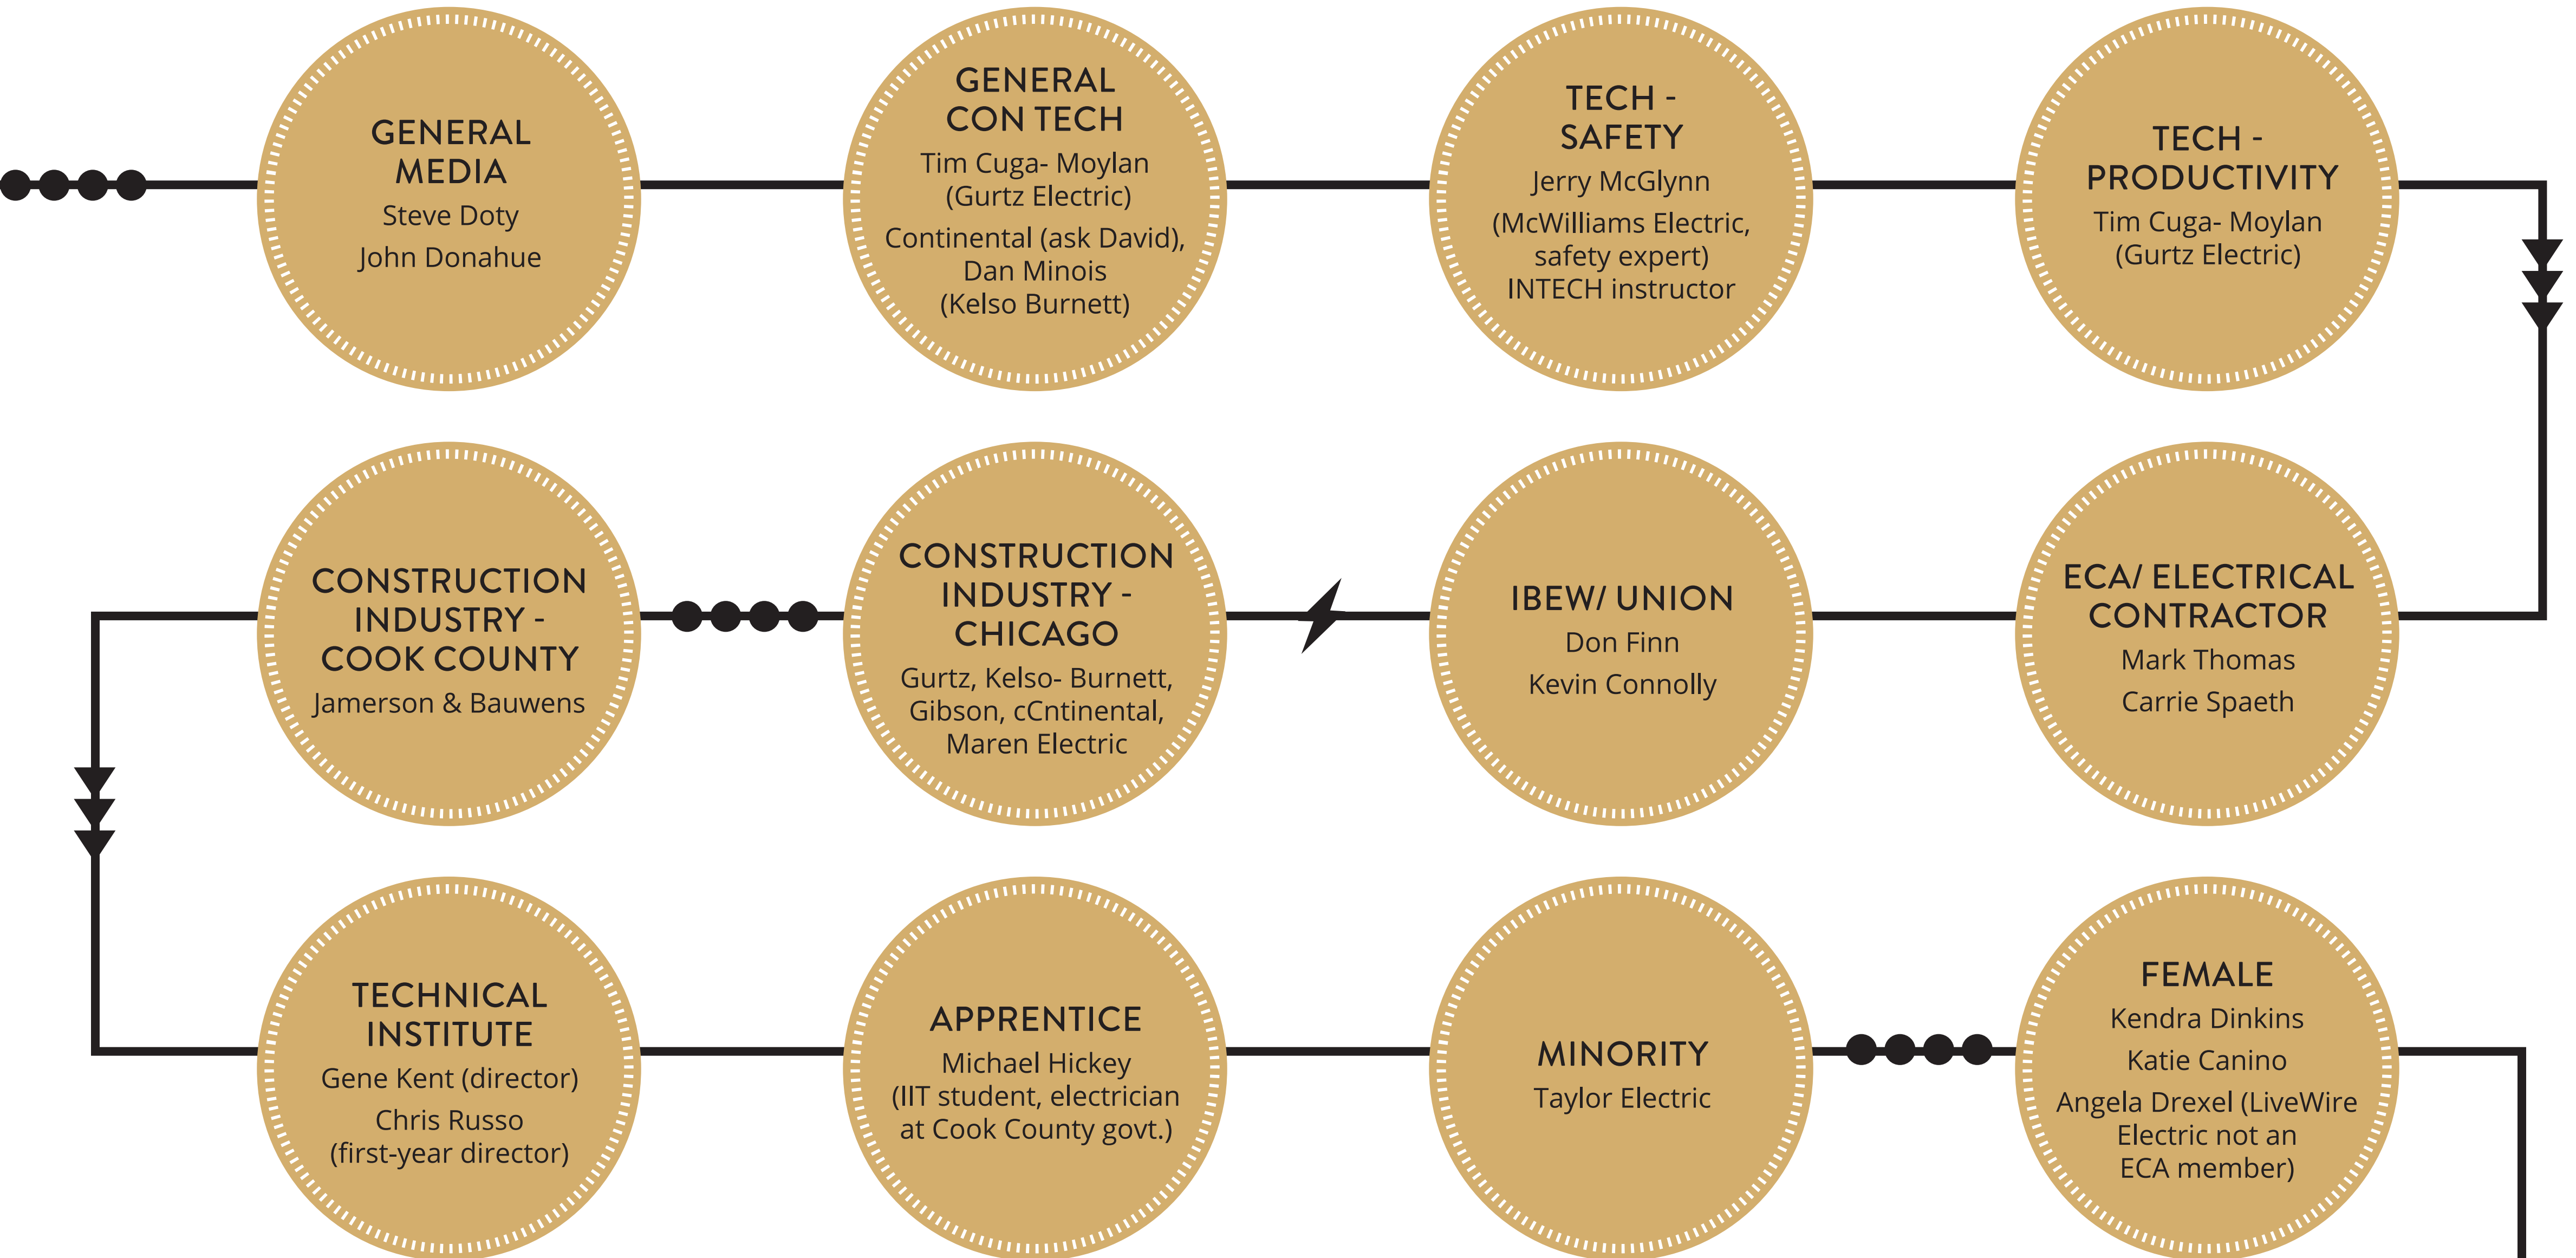 GENERAL
MEDIA
Steve Doty
John Donahue
GENERAL
CON TECH
Tim Cuga- Moylan
(Gurtz Electric)
Continental (ask David),
Dan Minois
(Kelso Burnett)
TECH -
SAFETY
Jerry McGlynn
(McWilliams Electric,
safety expert)
INTECH instructor
TECH -
PRODUCTIVITY
Tim Cuga- Moylan
(Gurtz Electric)
ECA/ ELECTRICAL
CONTRACTOR
Mark Thomas
Carrie Spaeth
IBEW/ UNION
Don Finn
Kevin Connolly
CONSTRUCTION
INDUSTRY -
CHICAGO
Gurtz, Kelso- Burnett,
Gibson, cCntinental,
Maren Electric
CONSTRUCTION
INDUSTRY -
COOK COUNTY
Jamerson & Bauwens
TECHNICAL
INSTITUTE
Gene Kent (director)
Chris Russo
(first-year director)
APPRENTICE
Michael Hickey
(IIT student, electrician
at Cook County govt.)
MINORITY
Taylor Electric
FEMALE
Kendra Dinkins
Katie Canino
Angela Drexel (LiveWire
Electric not an
ECA member)